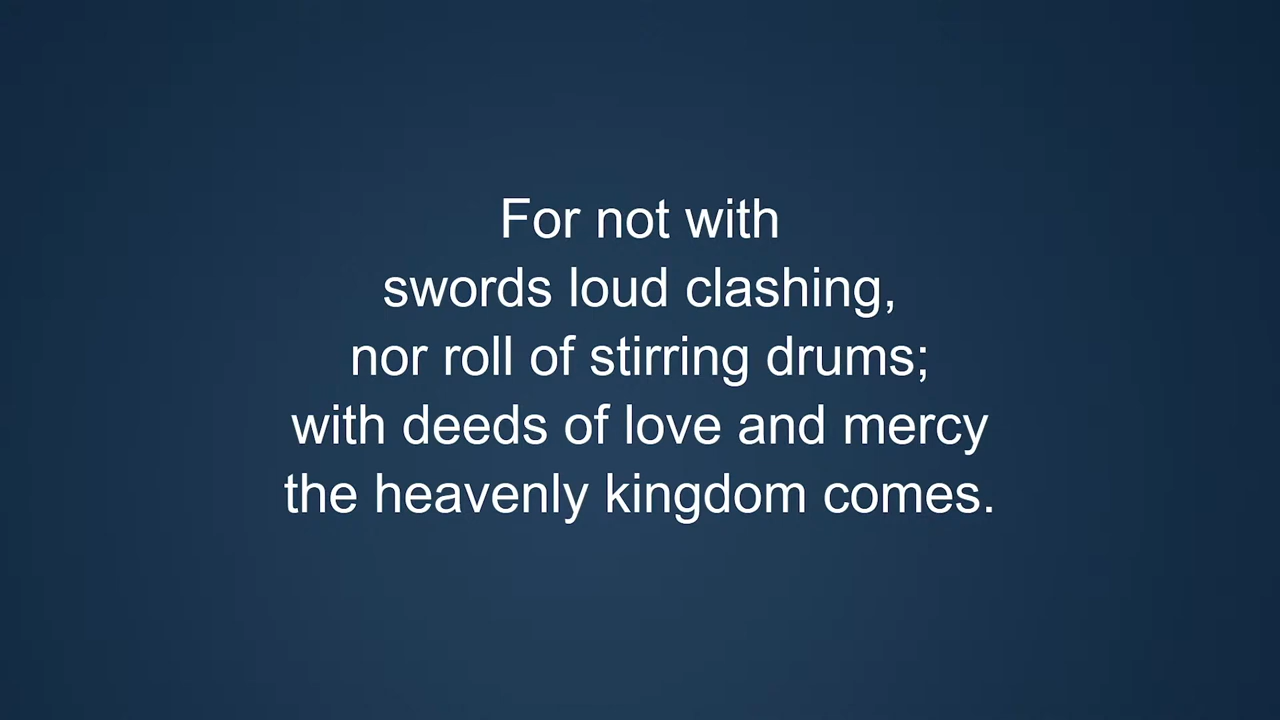 For not with
swords loud clashing,
nor roll of stirring drums;
with deeds of love and mercy
the heavenly kingdom comes.